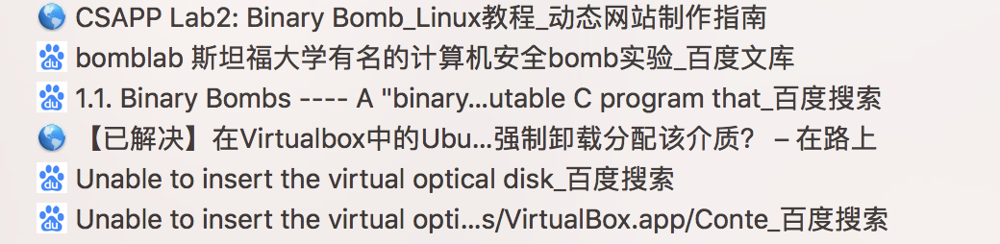 CSAPP Lab2: Binary Bomb_Linux教程_动态网站制作指南
bomblab 斯坦福大学有名的计算机安全bomb实验_百度文库
1.1. Binary Bombs ---- A "binary...utable C program that_百度搜索
【已解决】在Virtualbox中的Ubu...强制卸载分配该介质? – 在路上
Unable to insert the virtual optical disk_百度搜索
Unable to insert the virtual opti...s/VirtualBox.app/Conte_百度搜索